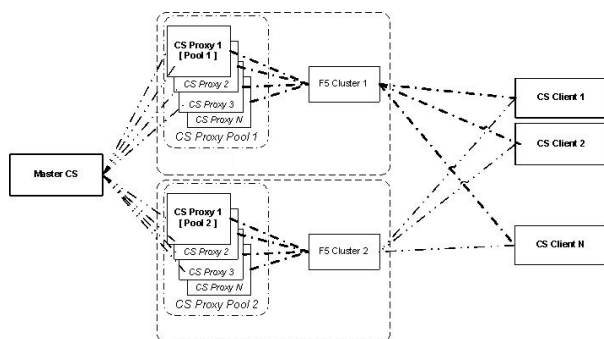 CS Proxy 1
[ Pool 1 ]
CS Proxy 2
CS Proxy 3
CS Proxy N
CS Proxy Pool 1
F5 Cluster 1
CS Client 1
CS Client 2
Master CS
CS Proxy 1
[ Pool 2 ]
CS Proxy 2
CS Proxy 3
CS Proxy N
CS Proxy Pool 2
F5 Cluster 2
CS Client N